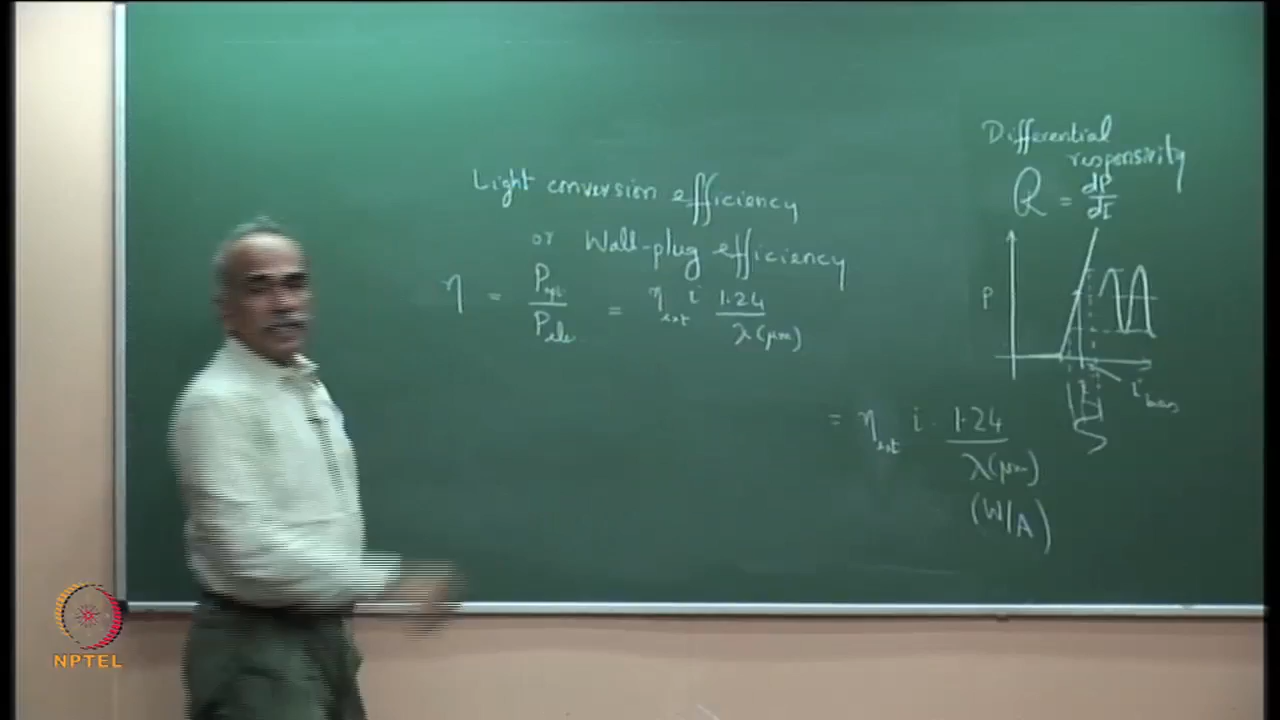 Light conversion efficiency
or Wall-plug efficiency
η = P_opt / P_ele = η_ext i 1.24 / λ(μm)
Differential
responsivity
R = dP / dI
P
i_bias
= η_ext i · 1.24 / λ(μm)
(W/A)
NPTEL